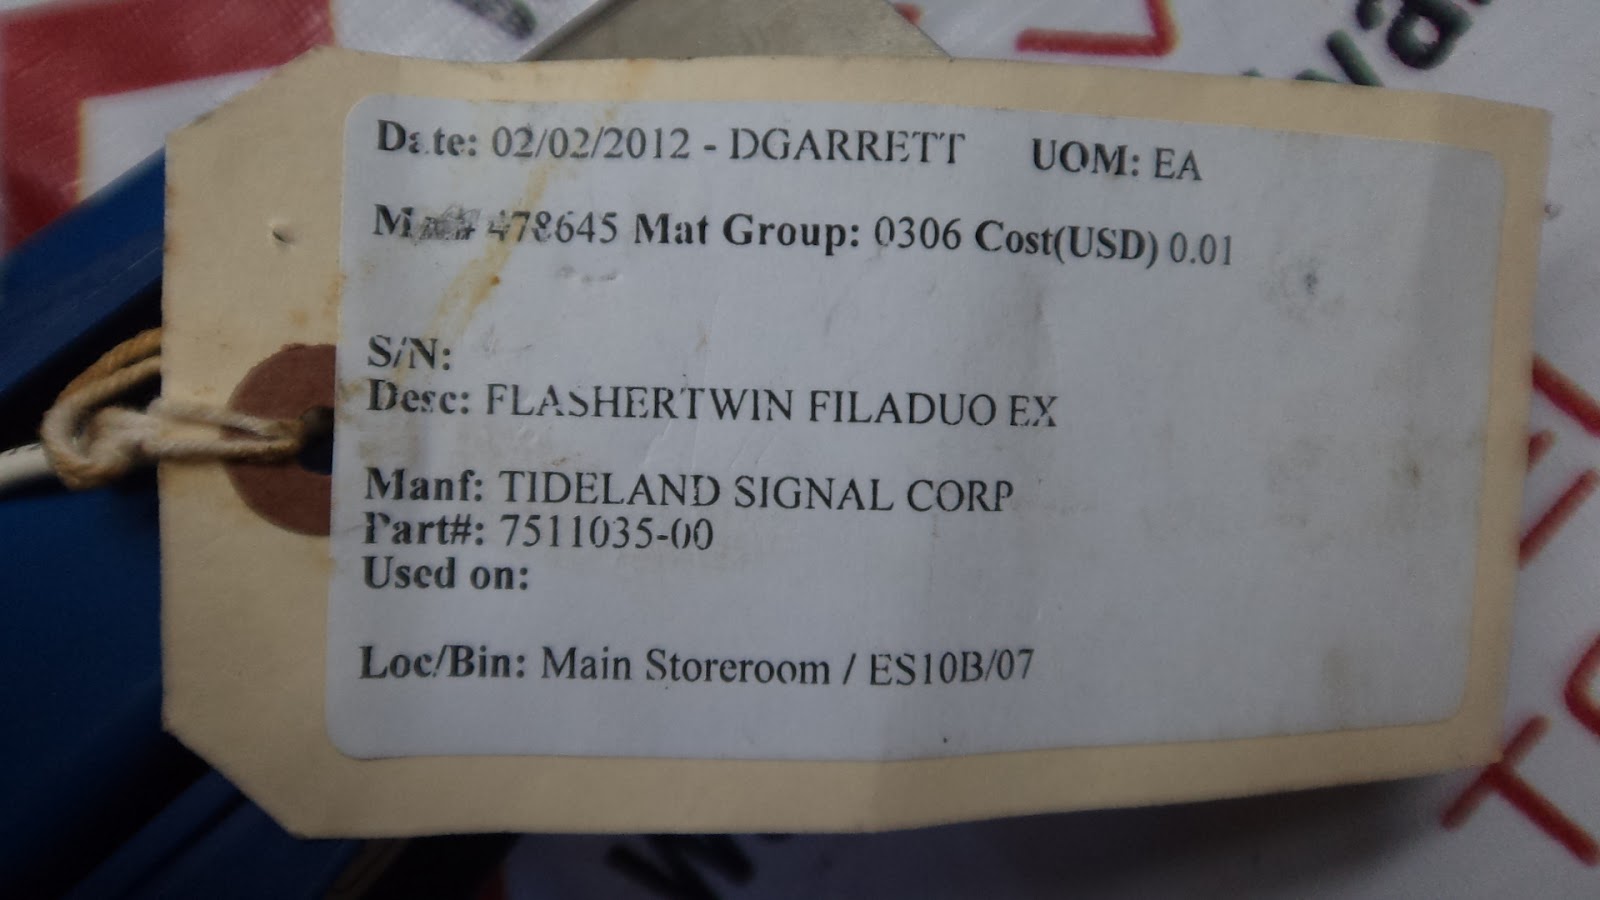 Date: 02/02/2012 - DGARRETT UOM: EA
Mat# 478645 Mat Group: 0306 Cost(USD) 0.01
S/N:
Desc: FLASHERTWIN FILADUO EX
Manf: TIDELAND SIGNAL CORP
Part#: 7511035-00
Used on:
Loc/Bin: Main Storeroom / ES10B/07